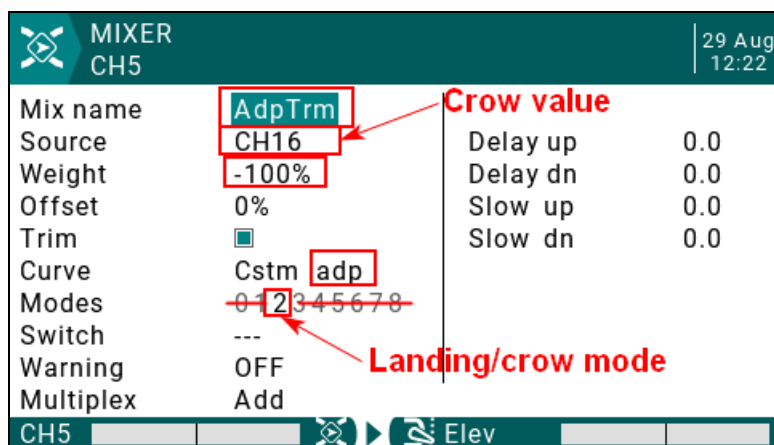 MIXER
CH5
29 Aug
12:22
Mix name AdpTrm
Crow value
Source CH16
Weight -100%
Offset 0%
Trim
Curve Cstm adp
Modes 012345678
Switch ---
Warning OFF
Multiplex Add
Delay up 0.0
Delay dn 0.0
Slow up 0.0
Slow dn 0.0
Landing/crow mode
CH5
Elev